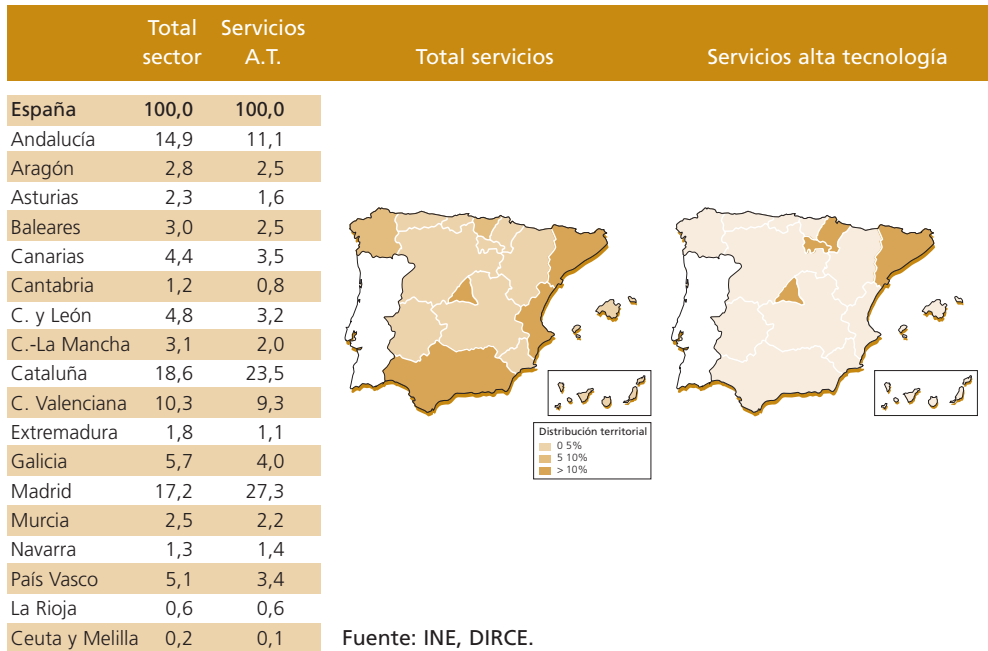 Total Servicios
sector A.T. Total servicios Servicios alta tecnología
España 100,0 100,0
Andalucía 14,9 11,1
Aragón 2,8 2,5
Asturias 2,3 1,6
Baleares 3,0 2,5
Canarias 4,4 3,5
Cantabria 1,2 0,8
C. y León 4,8 3,2
C.-La Mancha 3,1 2,0
Cataluña 18,6 23,5
C. Valenciana 10,3 9,3
Extremadura 1,8 1,1
Galicia 5,7 4,0
Madrid 17,2 27,3
Murcia 2,5 2,2
Navarra 1,3 1,4
País Vasco 5,1 3,4
La Rioja 0,6 0,6
Ceuta y Melilla 0,2 0,1
Distribución territorial
0 5%
5 10%
> 10%
Fuente: INE, DIRCE.